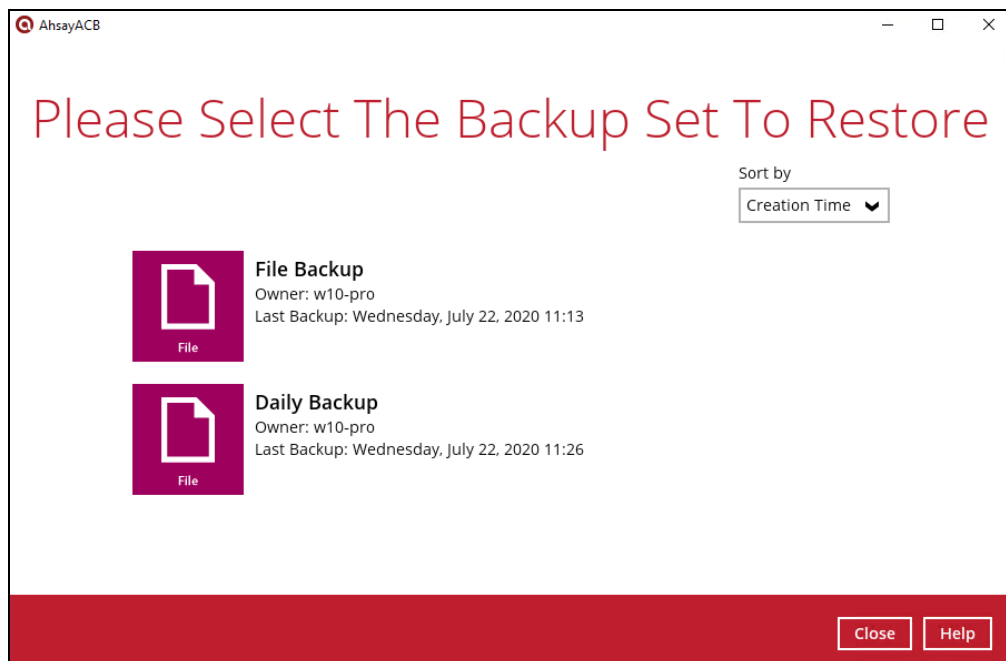 AhsayACB
Please Select The Backup Set To Restore
Sort by
Creation Time
File Backup
Owner: w10-pro
Last Backup: Wednesday, July 22, 2020 11:13
File
Daily Backup
Owner: w10-pro
Last Backup: Wednesday, July 22, 2020 11:26
File
Close Help